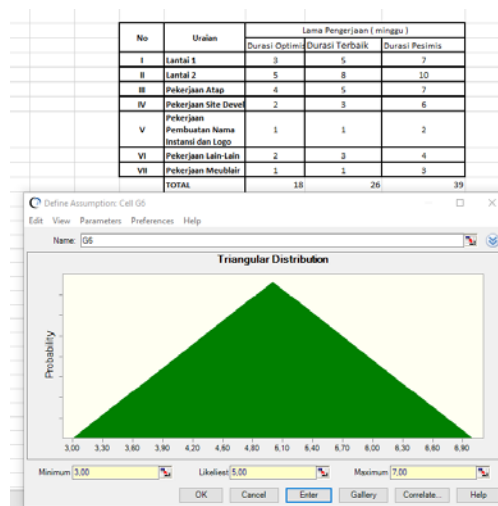 No Uraian Lama Pengerjaan ( minggu )
Durasi Optimis Durasi Terbaik Durasi Pesimis
I Lantai 1 3 5 7
II Lantai 2 5 8 10
III Pekerjaan Atap 4 5 7
IV Pekerjaan Site Devel 2 3 6
V Pekerjaan Pembuatan Nama Instansi dan Logo 1 1 2
VI Pekerjaan Lain-Lain 2 3 4
VII Pekerjaan Meublair 1 1 3
TOTAL 18 26 39
Define Assumption: Cell G6
Edit View Parameters Preferences Help
Name: G6
Triangular Distribution
Probability
3,00 3,30 3,60 3,90 4,20 4,60 4,80 6,10 6,40 6,70 6,00 6,30 6,60 6,90
Minimum 3,00 Likeliest 5,00 Maximum 7,00
OK Cancel Enter Gallery Correlate... Help